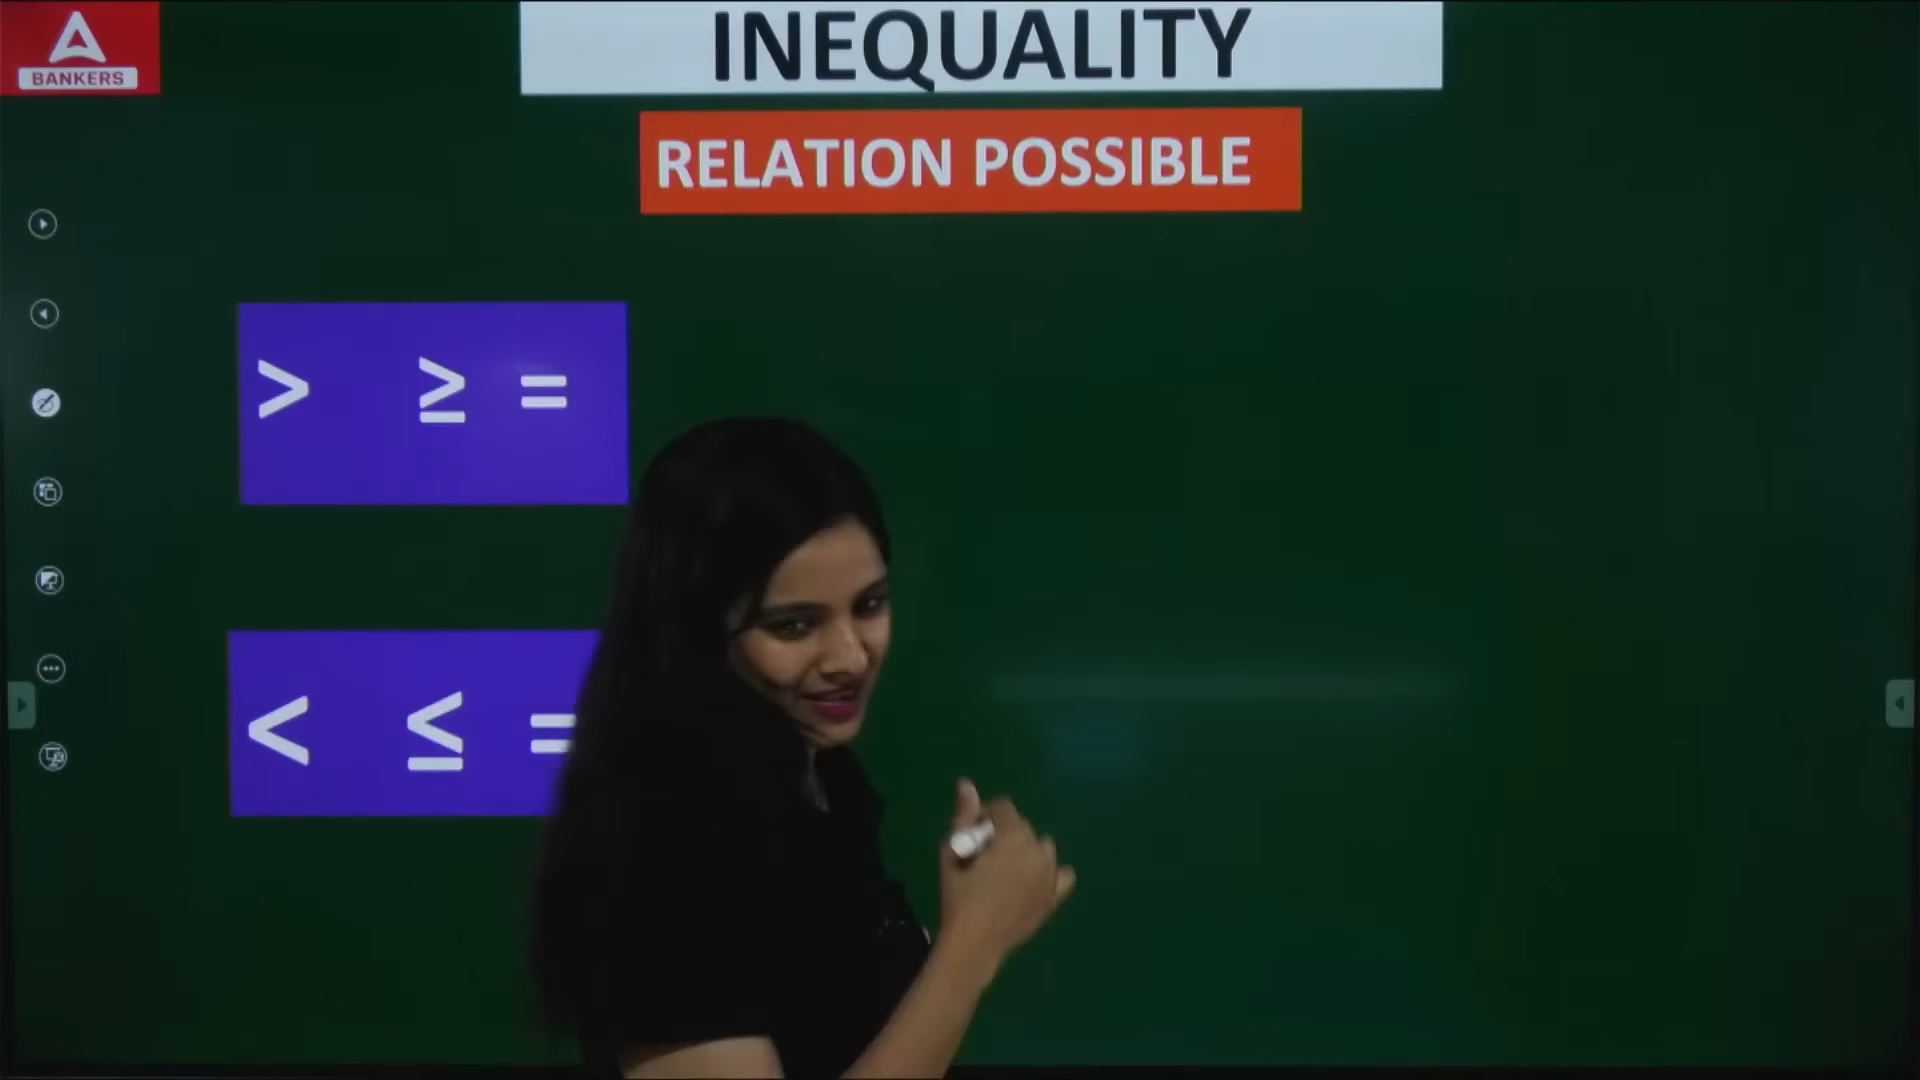 A
BANKERS
INEQUALITY
RELATION POSSIBLE
> ≥ =
< ≤ =